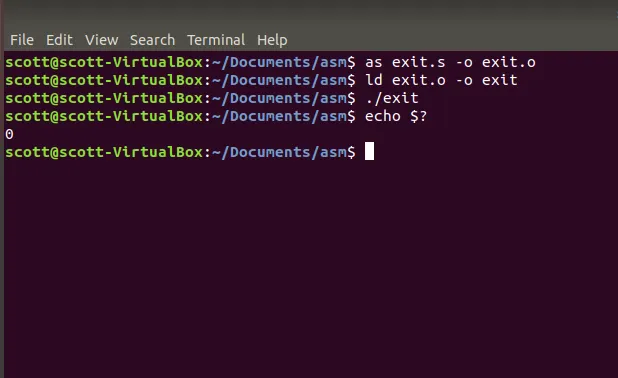 File Edit View Search Terminal Help
scott@scott-VirtualBox:~/Documents/asm$ as exit.s -o exit.o
scott@scott-VirtualBox:~/Documents/asm$ ld exit.o -o exit
scott@scott-VirtualBox:~/Documents/asm$ ./exit
scott@scott-VirtualBox:~/Documents/asm$ echo $?
0
scott@scott-VirtualBox:~/Documents/asm$